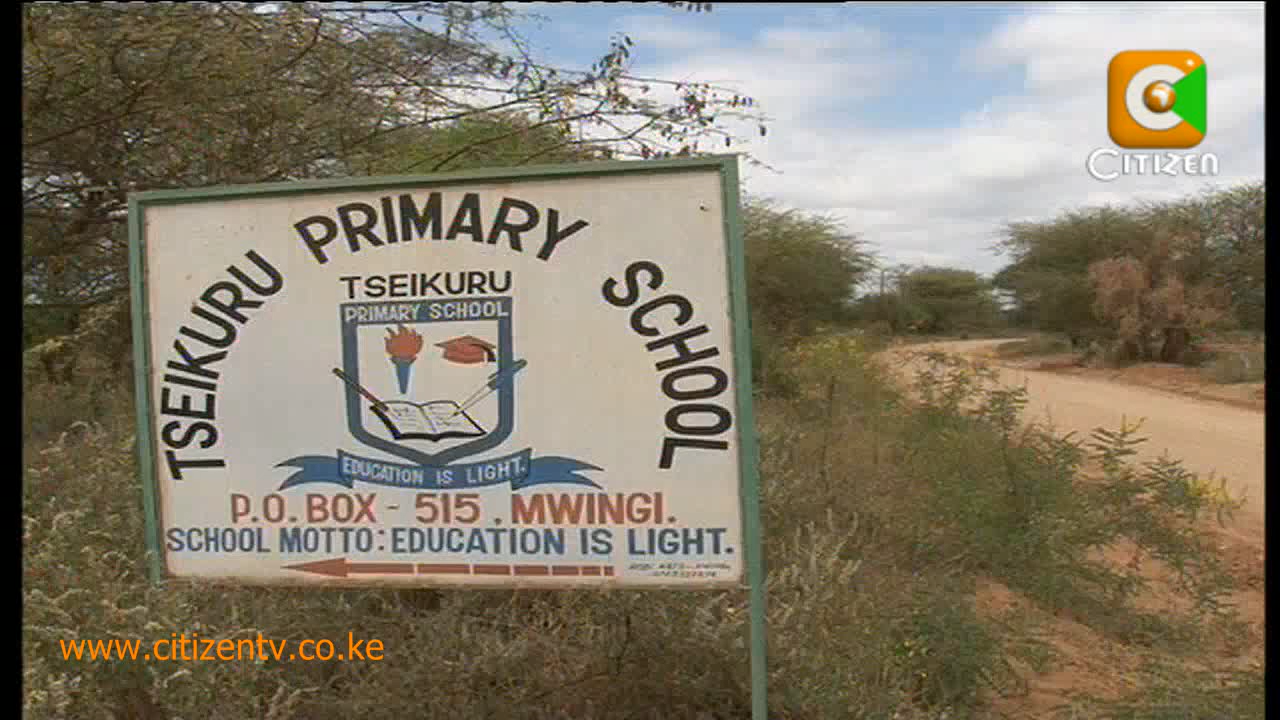 CITIZEN
TSEIKURU PRIMARY SCHOOL
TSEIKURU
PRIMARY SCHOOL
EDUCATION IS LIGHT.
P.O. BOX - 515 , MWINGI.
SCHOOL MOTTO: EDUCATION IS LIGHT.
www.citizentv.co.ke